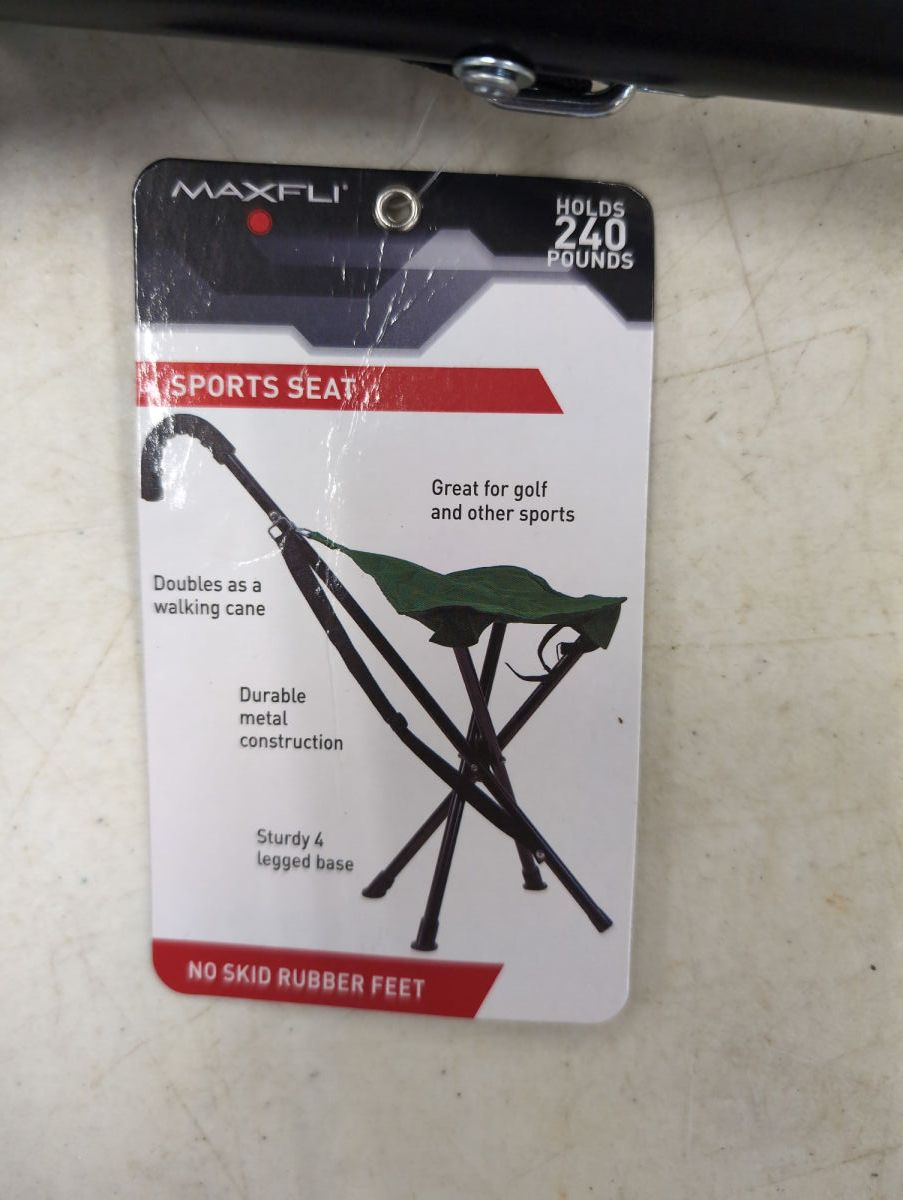 MAXFLI®
HOLDS
240
POUNDS
SPORTS SEAT
Great for golf
and other sports
Doubles as a
walking cane
Durable
metal
construction
Sturdy 4
legged base
NO SKID RUBBER FEET